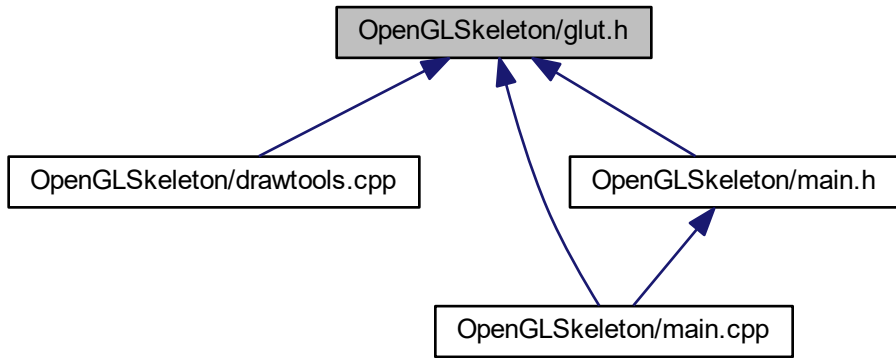 OpenGLSkeleton/glut.h
OpenGLSkeleton/drawtools.cpp
OpenGLSkeleton/main.h
OpenGLSkeleton/main.cpp